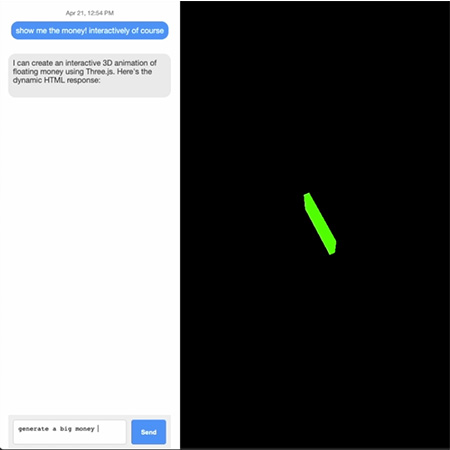 Apr 21, 12:54 PM
show me the money! interactively of course
I can create an interactive 3D animation of
floating money using Three.js. Here's the
dynamic HTML response:
generate a big money
Send